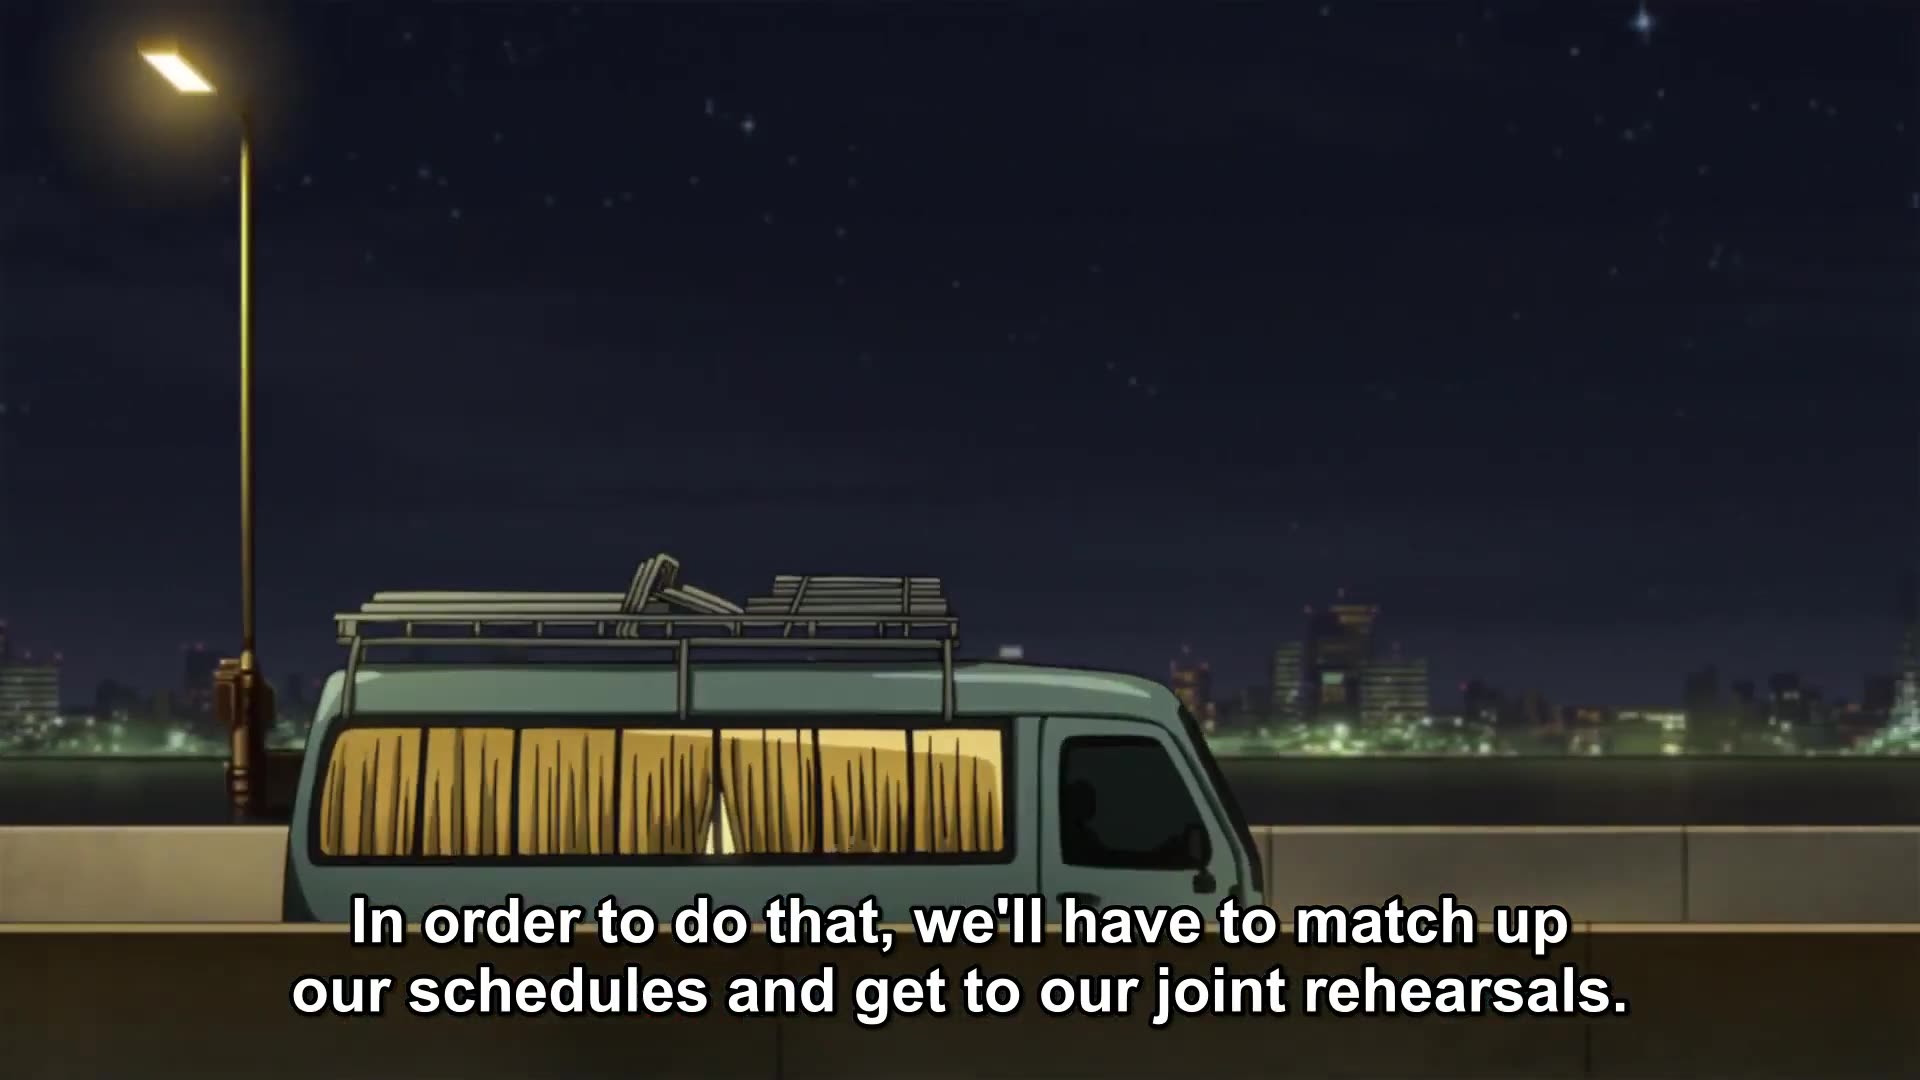 In order to do that, we'll have to match up
our schedules and get to our joint rehearsals.